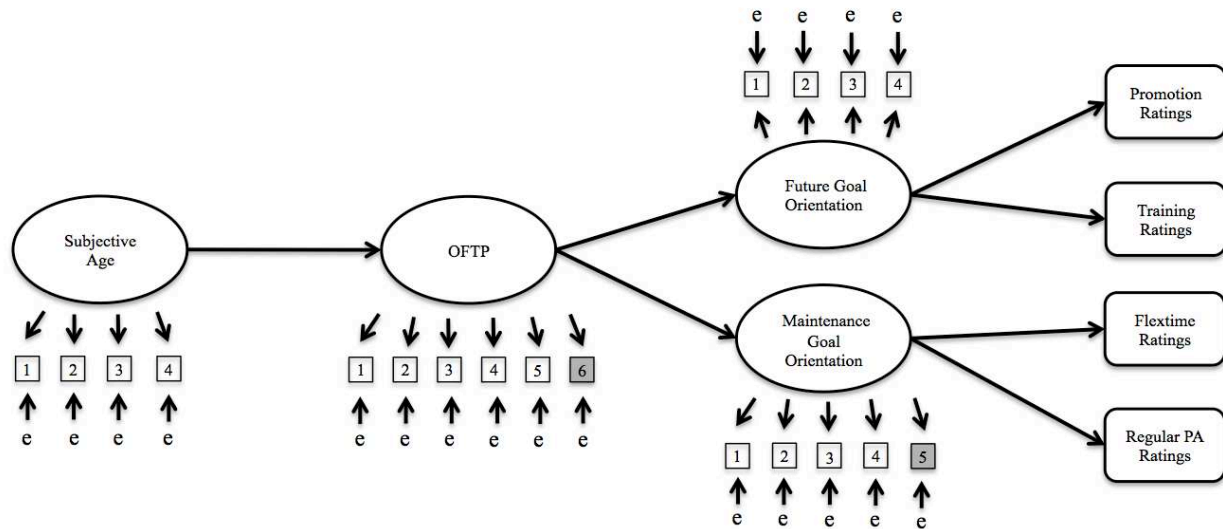 e e e e
1 2 3 4
Promotion
Ratings
Future Goal
Orientation
Training
Ratings
Subjective
Age
OFTP
1 2 3 4
e e e e
1 2 3 4 5 6
e e e e e e
Maintenance
Goal
Orientation
Flextime
Ratings
1 2 3 4 5
e e e e e
Regular PA
Ratings